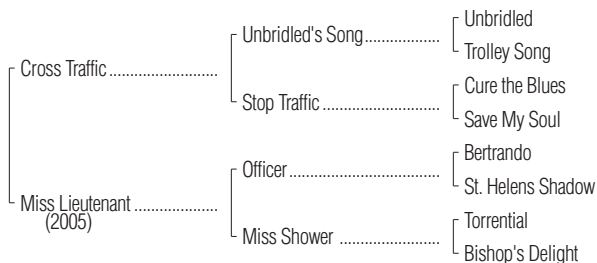 Unbridled
Unbridled's Song..................
Trolley Song
Cross Traffic..........................
Cure the Blues
Stop Traffic............................
Save My Soul
Bertrando
Officer....................................
St. Helens Shadow
Miss Lieutenant ....................
(2005)
Torrential
Miss Shower ........................
Bishop's Delight